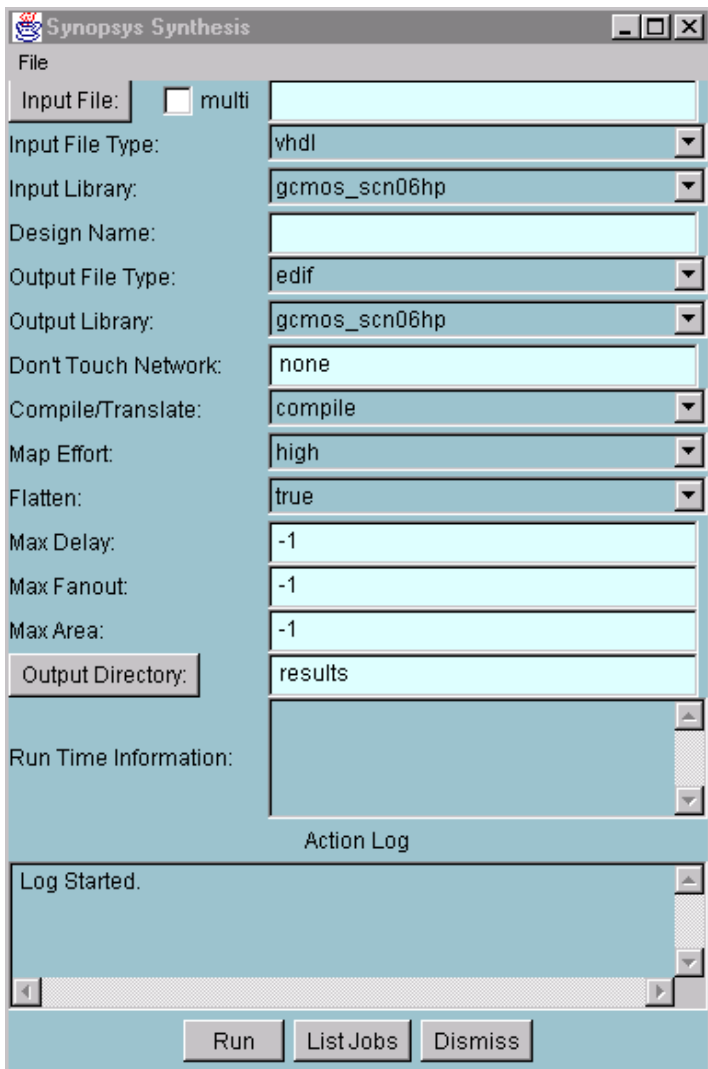 Synopsys Synthesis
File
Input File: multi
Input File Type: vhdl
Input Library: gcmos_scn06hp
Design Name:
Output File Type: edif
Output Library: gcmos_scn06hp
Don't Touch Network: none
Compile/Translate: compile
Map Effort: high
Flatten: true
Max Delay: -1
Max Fanout: -1
Max Area: -1
Output Directory: results
Run Time Information:
Action Log
Log Started.
Run List Jobs Dismiss